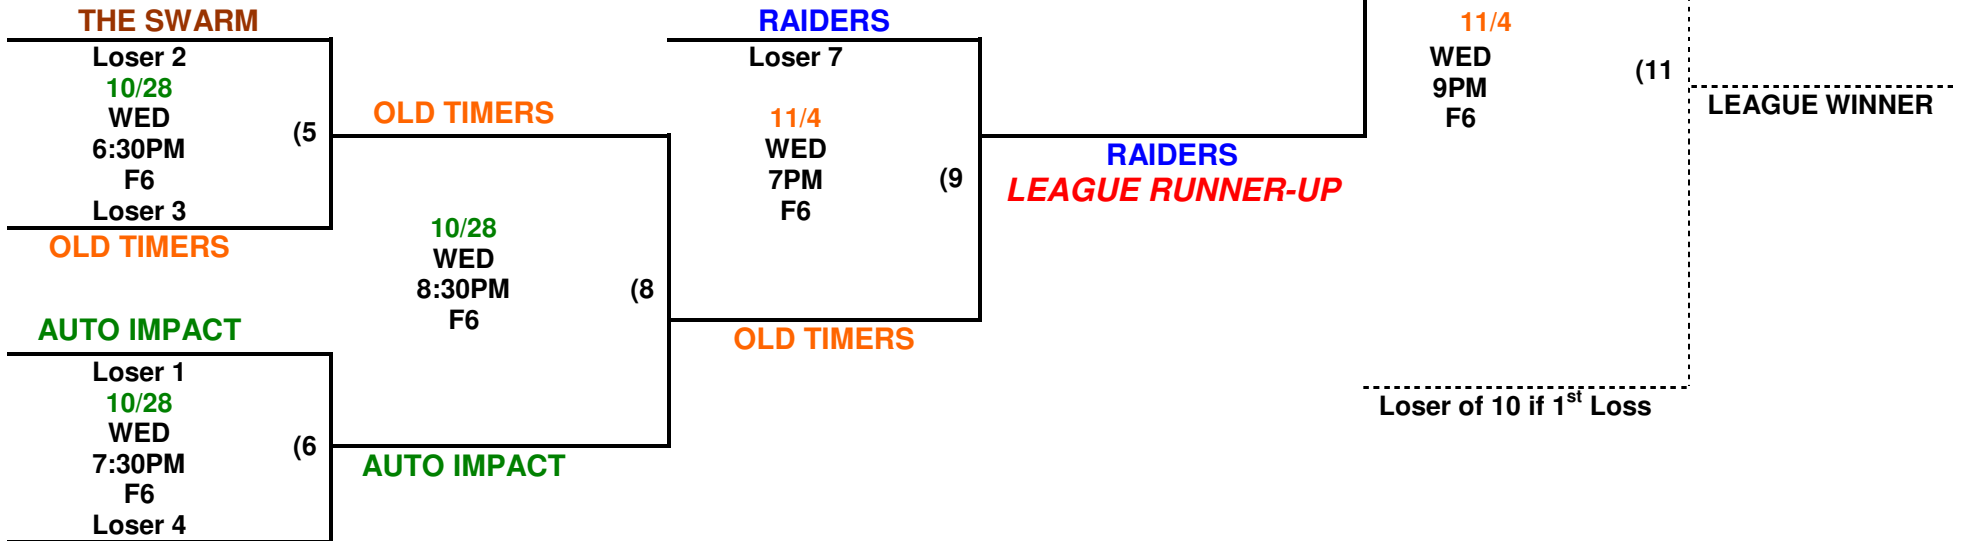 THE SWARM
Loser 2
10/28
WED
6:30PM
F6
Loser 3
OLD TIMERS
(5
AUTO IMPACT
Loser 1
10/28
WED
7:30PM
F6
Loser 4
(6
OLD TIMERS
10/28
WED
8:30PM
F6
(8
AUTO IMPACT
RAIDERS
Loser 7
11/4
WED
7PM
F6
(9
OLD TIMERS
RAIDERS
LEAGUE RUNNER-UP
11/4
WED
9PM
F6
(11
Loser of 10 if 1st Loss
LEAGUE WINNER